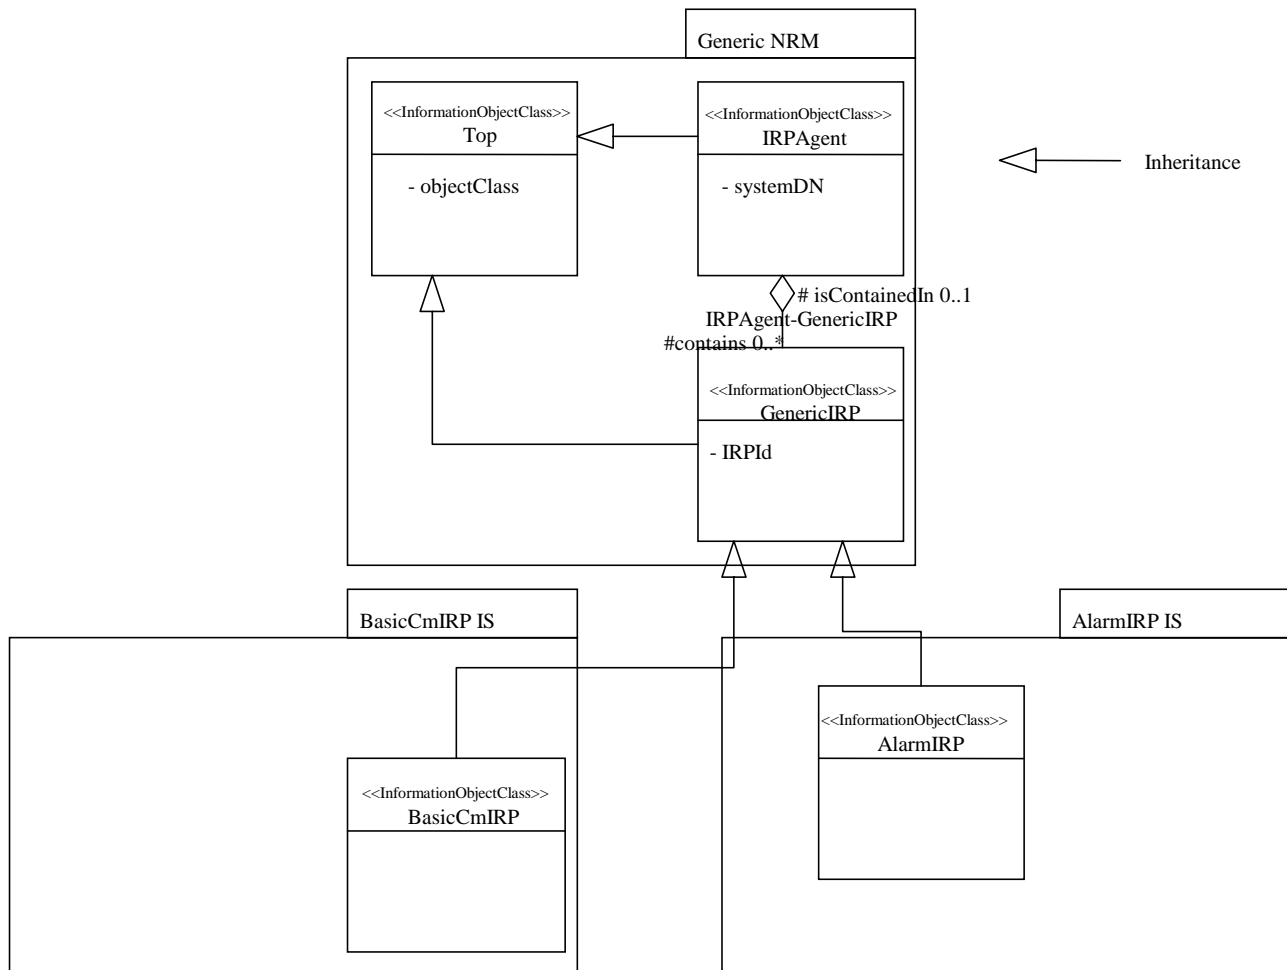 Generic NRM
<<InformationObjectClass>>
Top
- objectClass
<<InformationObjectClass>>
IRPAgent
- systemDN
Inheritance
# isContainedIn 0..1
IRPAgent-GenericIRP
#contains 0..*
<<InformationObjectClass>>
GenericIRP
- IRPId
BasicCmIRP IS
AlarmIRP IS
<<InformationObjectClass>>
AlarmIRP
<<InformationObjectClass>>
BasicCmIRP